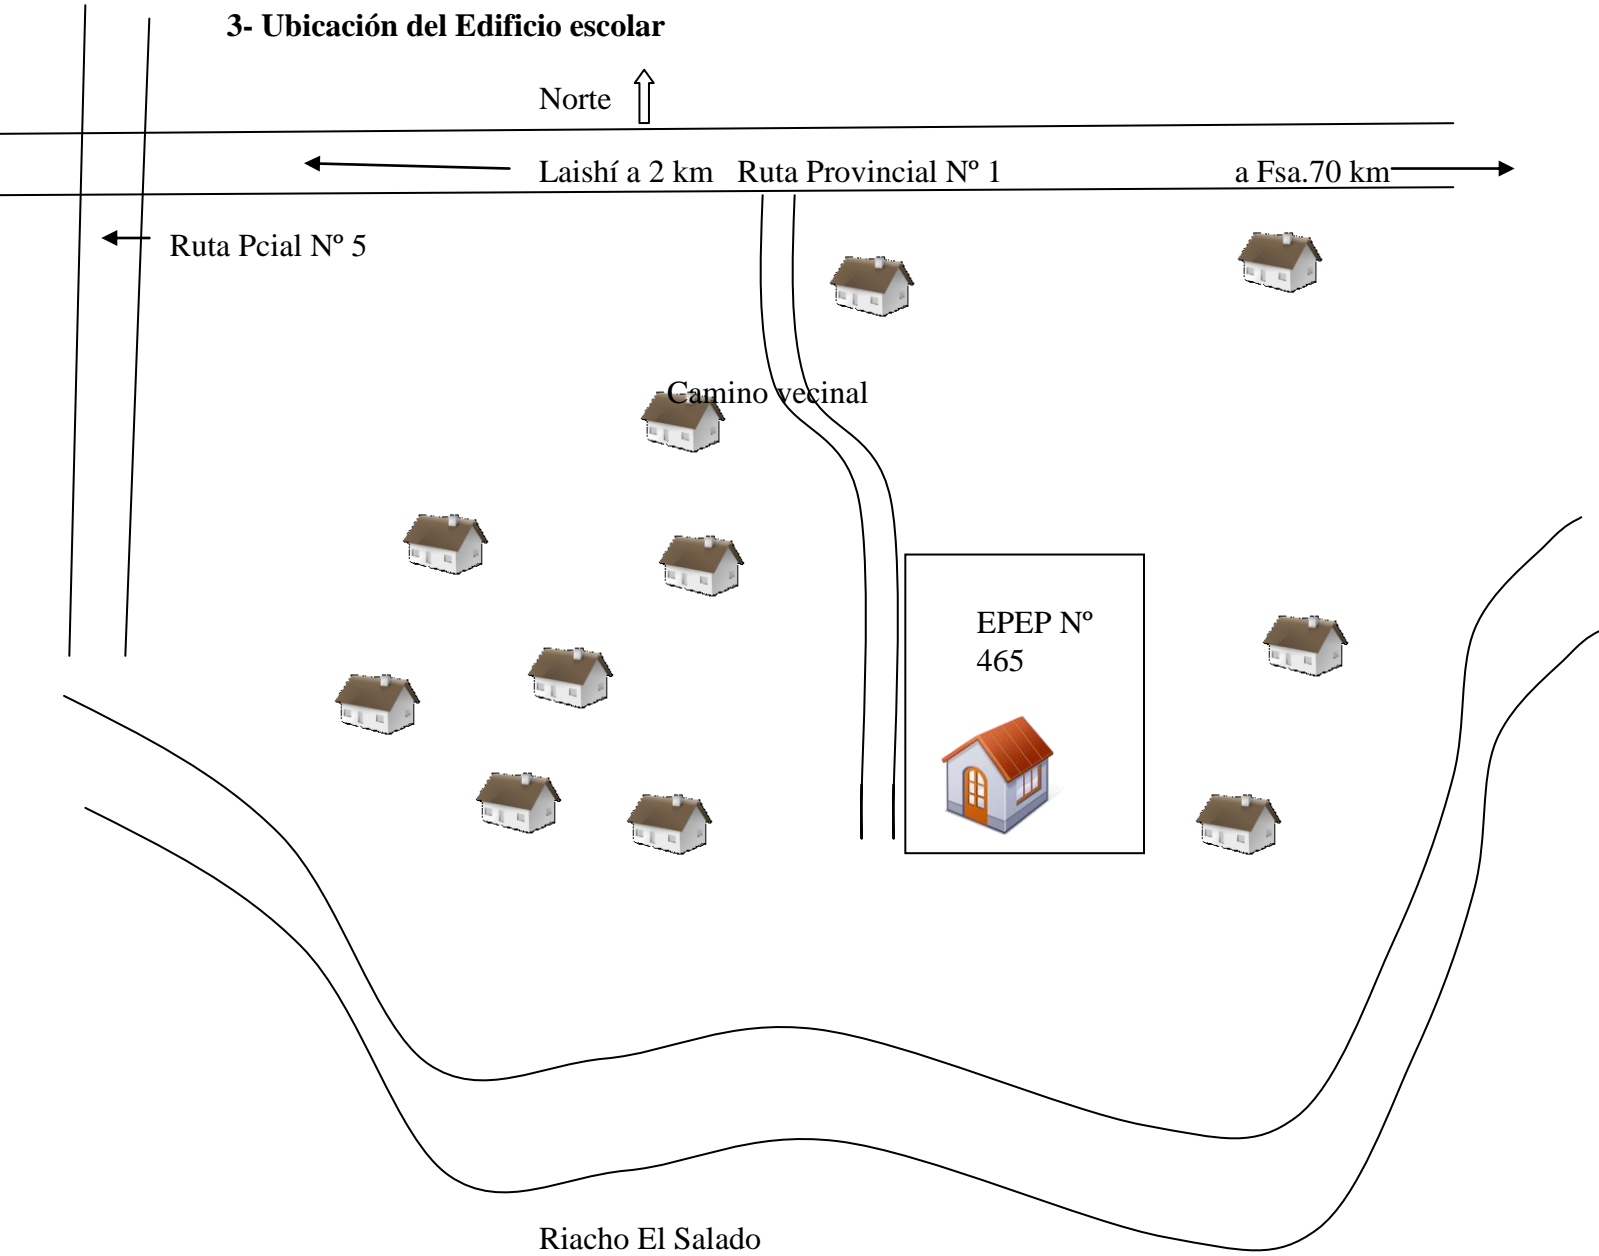 3- Ubicación del Edificio escolar
Norte
Laishí a 2 km   Ruta Provincial Nº 1   a Fsa.70 km
Ruta Pcial Nº 5
Camino vecinal
EPEP Nº
465
Riacho El Salado